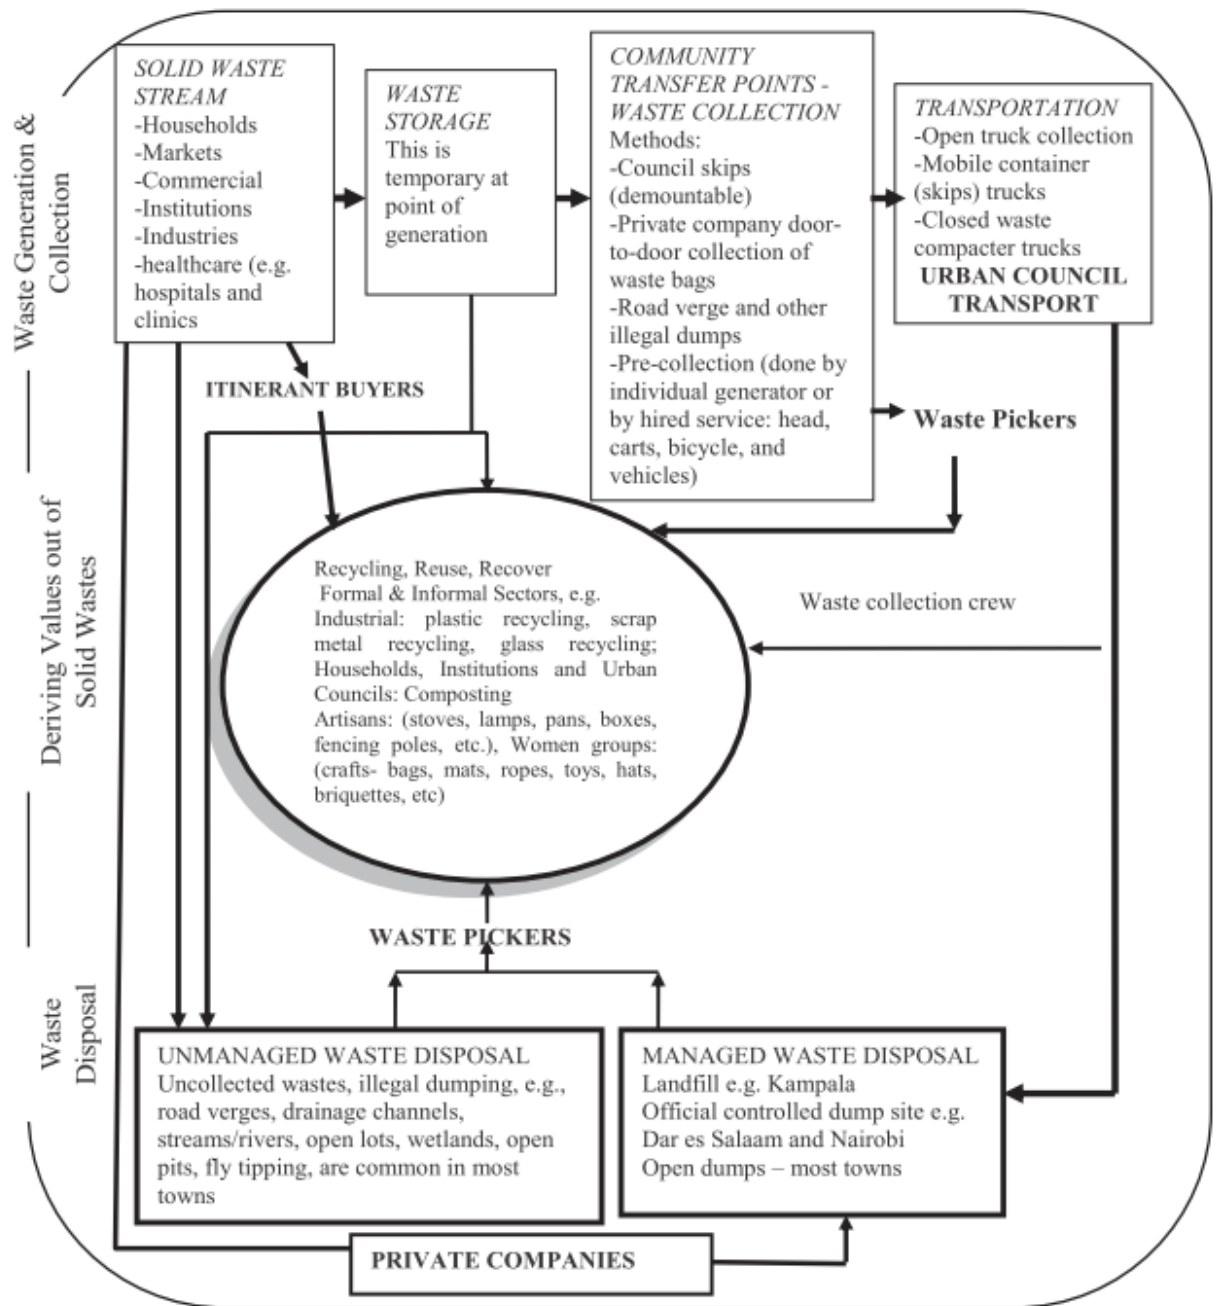 Waste Generation &
Collection
Deriving Values out of
Solid Wastes
Waste
Disposal
SOLID WASTE
STREAM
-Households
-Markets
-Commercial
-Institutions
-Industries
-healthcare (e.g.
hospitals and
clinics
WASTE
STORAGE
This is
temporary at
point of
generation
COMMUNITY
TRANSFER POINTS -
WASTE COLLECTION
Methods:
-Council skips
(demountable)
-Private company door-
to-door collection of
waste bags
-Road verge and other
illegal dumps
-Pre-collection (done by
individual generator or
by hired service: head,
carts, bicycle, and
vehicles)
TRANSPORTATION
-Open truck collection
-Mobile container
(skips) trucks
-Closed waste
compacter trucks
URBAN COUNCIL
TRANSPORT
ITINERANT BUYERS
Waste Pickers
Recycling, Reuse, Recover
Formal & Informal Sectors, e.g.
Industrial: plastic recycling, scrap
metal recycling, glass recycling;
Households, Institutions and Urban
Councils: Composting
Artisans: (stoves, lamps, pans, boxes,
fencing poles, etc.), Women groups:
(crafts- bags, mats, ropes, toys, hats,
briquettes, etc)
Waste collection crew
WASTE PICKERS
UNMANAGED WASTE DISPOSAL
Uncollected wastes, illegal dumping, e.g.,
road verges, drainage channels,
streams/rivers, open lots, wetlands, open
pits, fly tipping, are common in most
towns
MANAGED WASTE DISPOSAL
Landfill e.g. Kampala
Official controlled dump site e.g.
Dar es Salaam and Nairobi
Open dumps – most towns
PRIVATE COMPANIES